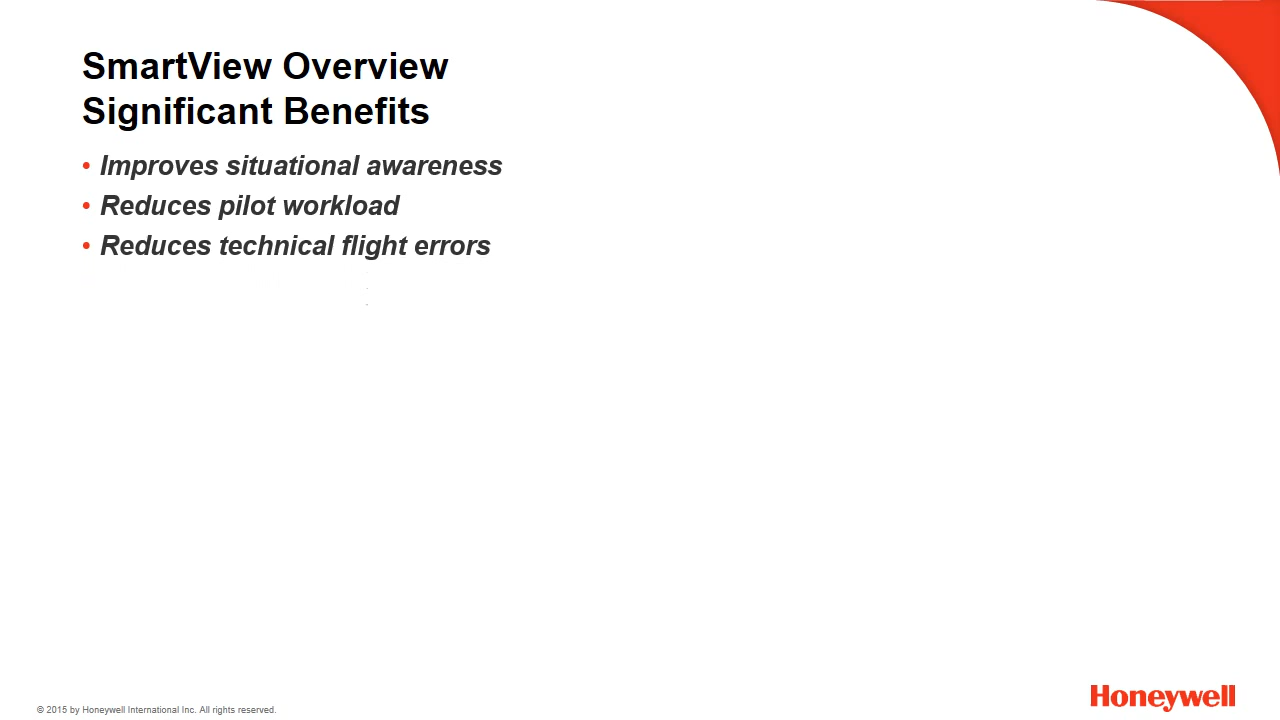 SmartView Overview
Significant Benefits
• Improves situational awareness
• Reduces pilot workload
• Reduces technical flight errors
© 2015 by Honeywell International Inc. All rights reserved.
Honeywell